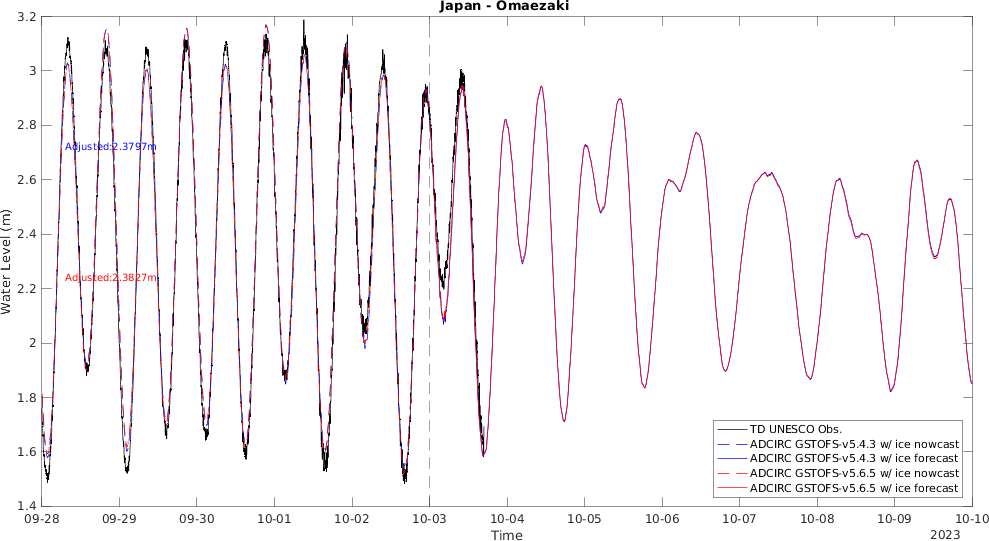 Japan - Omaezaki
3.2
3
2.8
2.6
2.4
2.2
2
1.8
1.6
1.4
Water Level (m)
Adjusted:2.3797m
Adjusted:2.3827m
TD UNESCO Obs.
ADCIRC GSTOFS-v5.4.3 w/ ice nowcast
ADCIRC GSTOFS-v5.4.3 w/ ice forecast
ADCIRC GSTOFS-v5.6.5 w/ ice nowcast
ADCIRC GSTOFS-v5.6.5 w/ ice forecast
09-28 09-29 09-30 10-01 10-02 10-03 10-04 10-05 10-06 10-07 10-08 10-09 10-10
Time
2023